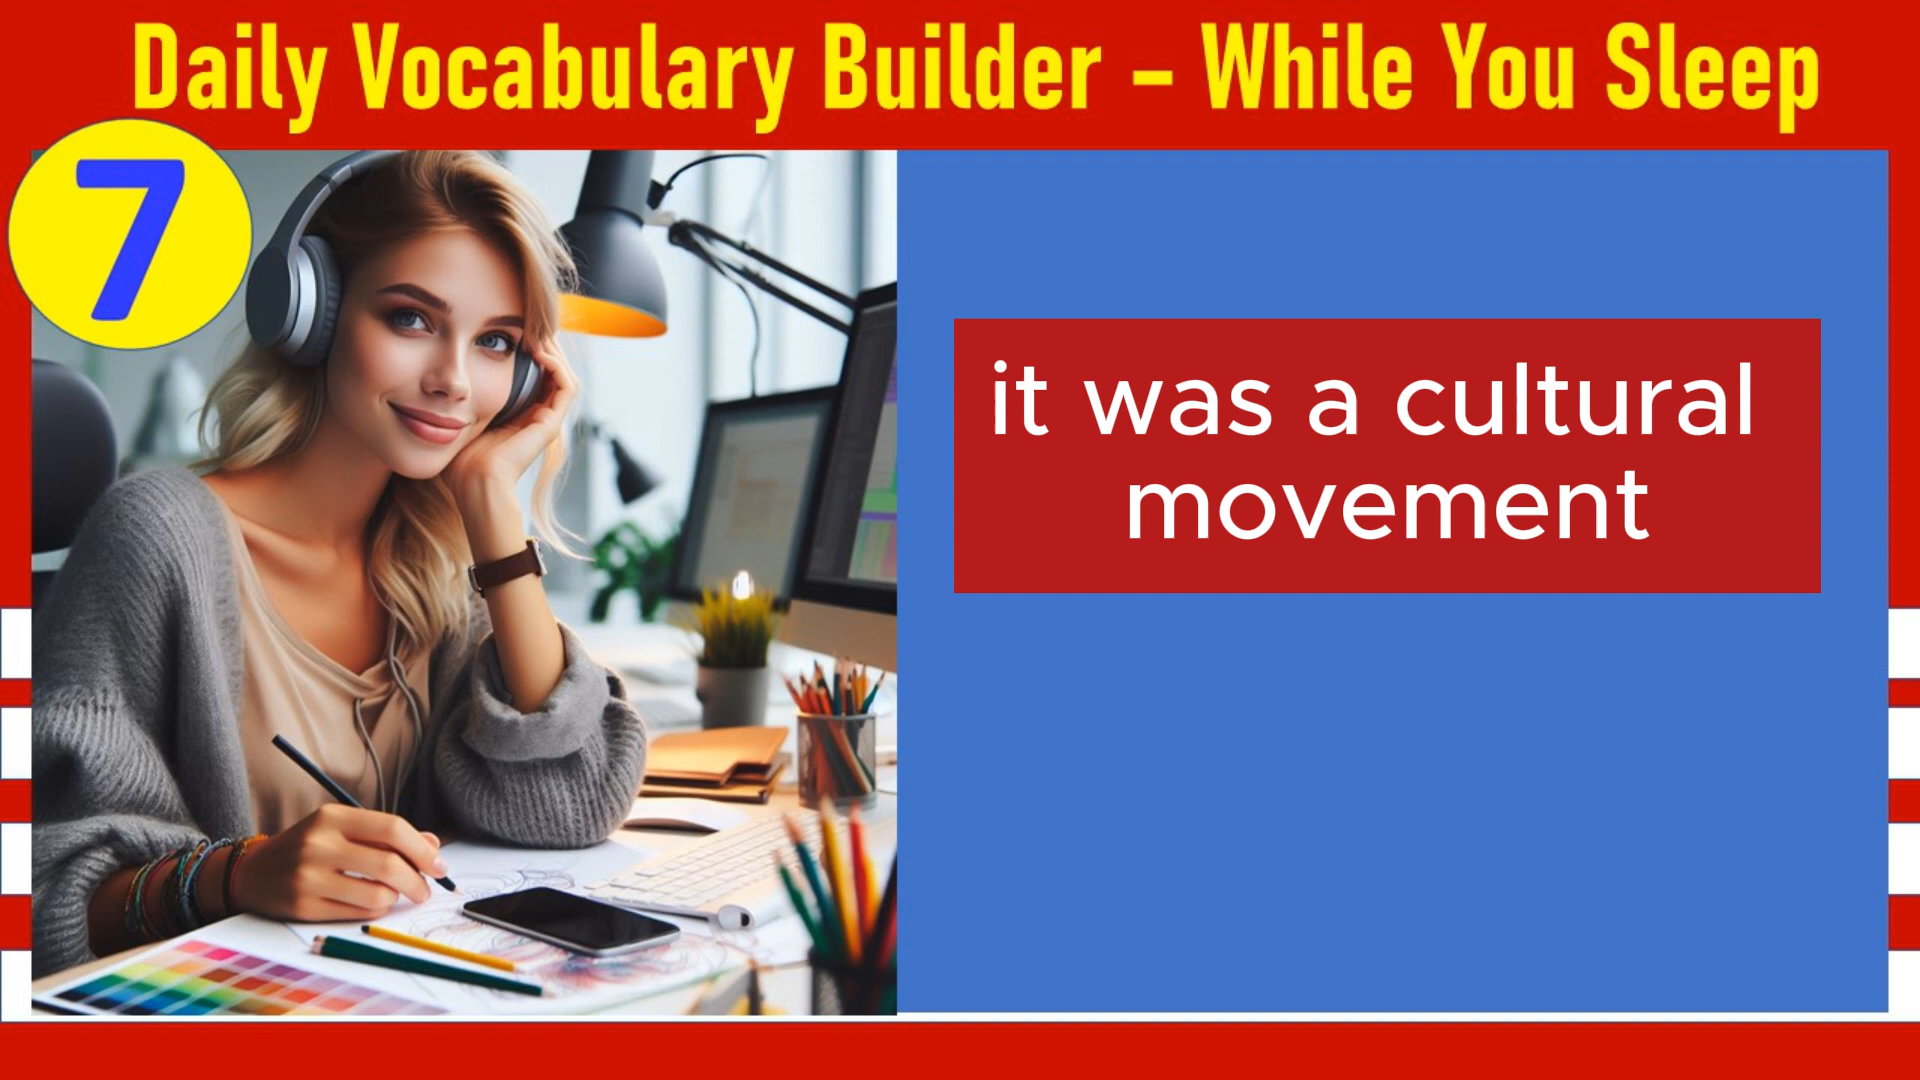 Daily Vocabulary Builder – While You Sleep
7
it was a cultural
movement